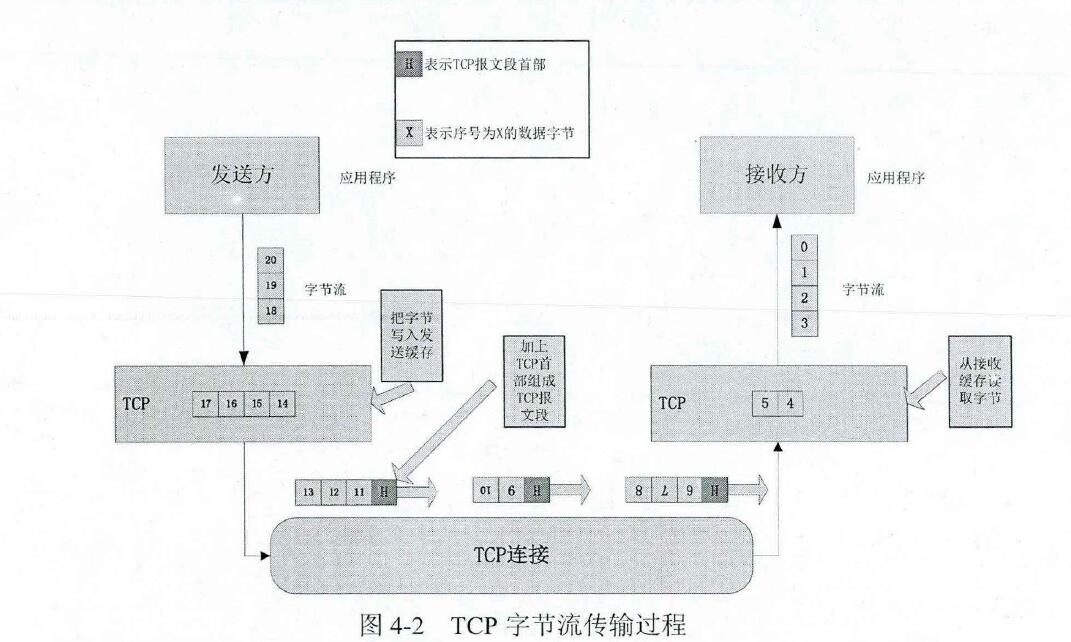 H 表示TCP报文段首部
X 表示序号为X的数据字节
发送方
应用程序
接收方
应用程序
20
19
18
字节流
0
1
2
3
字节流
把字节
写入发
送缓存
加上
TCP首
部组成
TCP报
文段
从接收
缓存读
取字节
TCP
17 16 15 14
TCP
5 4
13 12 11 H
10 9 H
8 7 6 H
TCP连接
图 4-2 TCP 字节流传输过程